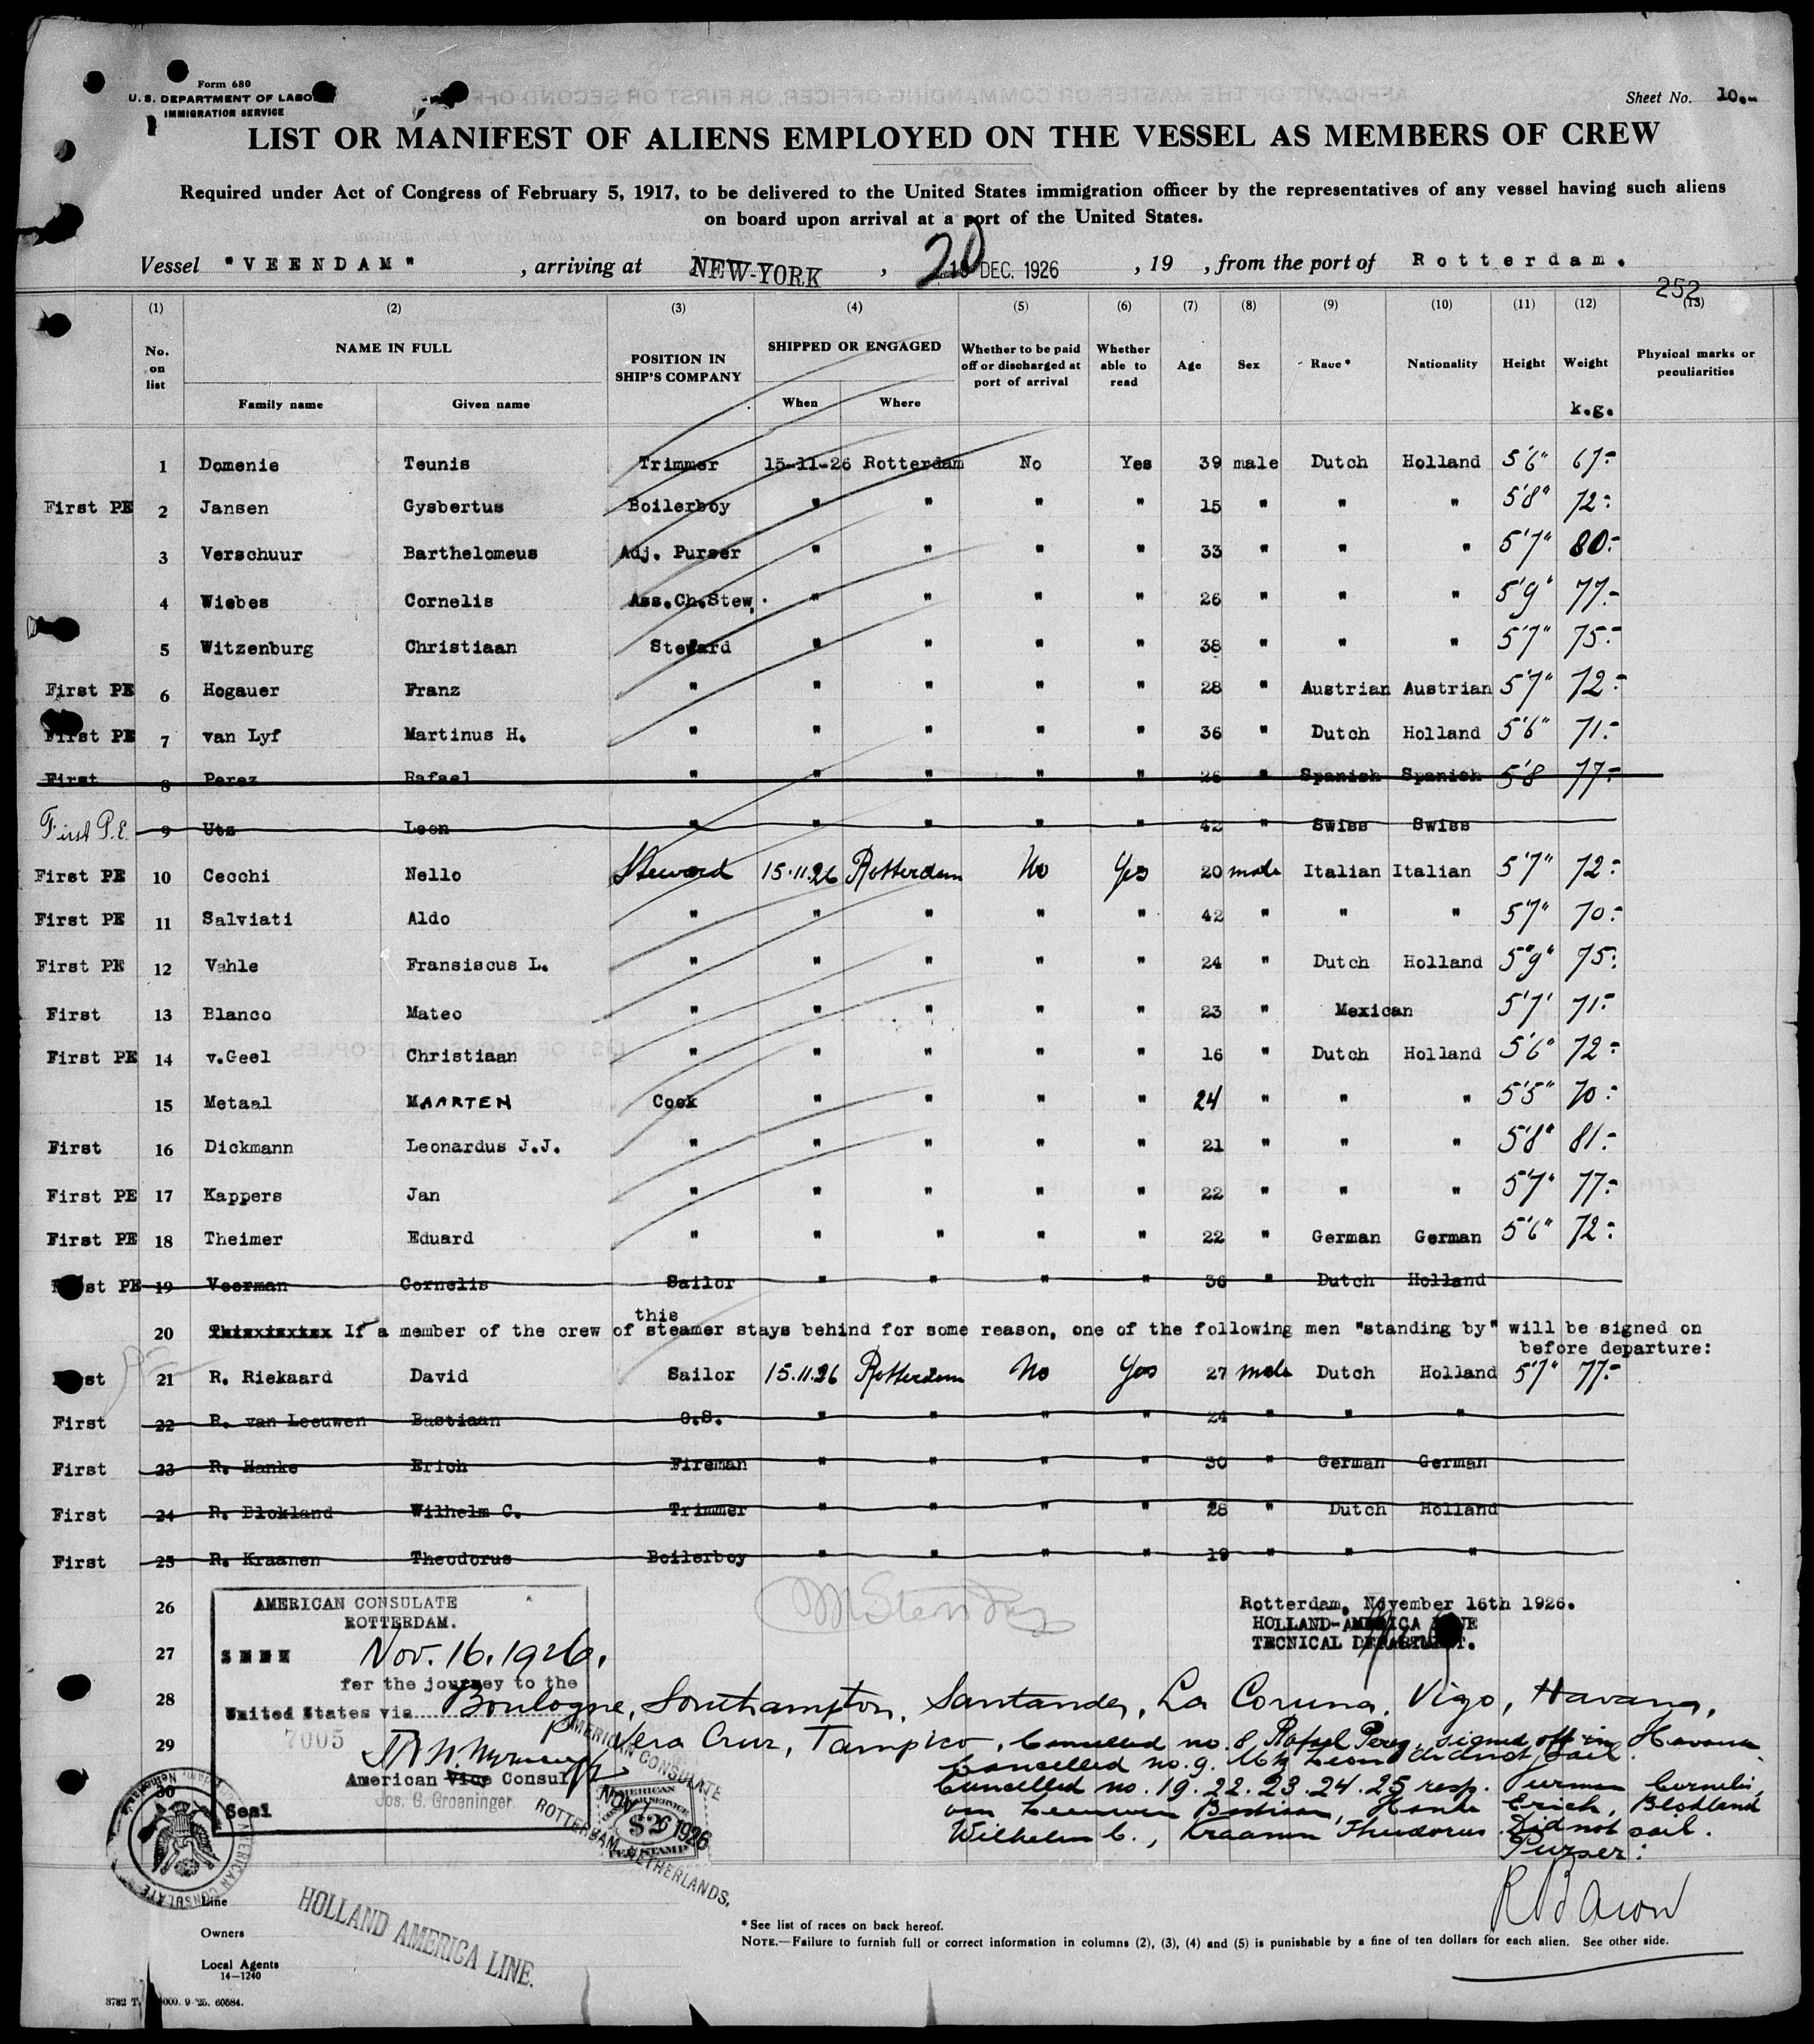 Form 680
U. S. DEPARTMENT OF LABOR
IMMIGRATION SERVICE
Sheet No. 10.-
LIST OR MANIFEST OF ALIENS EMPLOYED ON THE VESSEL AS MEMBERS OF CREW
Required under Act of Congress of February 5, 1917, to be delivered to the United States immigration officer by the representatives of any vessel having such aliens
on board upon arrival at a port of the United States.
Vessel "VEENDAM", arriving at NEW-YORK, 20 DEC. 1926, 19 , from the port of Rotterdam.
252
(1) (2) (3) (4) (5) (6) (7) (8) (9) (10) (11) (12) (13)
No. on list NAME IN FULL Family name Given name POSITION IN SHIP'S COMPANY SHIPPED OR ENGAGED When Where Whether to be paid off or discharged at port of arrival Whether able to read Age Sex Race* Nationality Height Weight k.g. Physical marks or peculiarities
1 Domenie Teunis Trimmer 15-11-26 Rotterdam No Yes 39 male Dutch Holland 5'6" 67-
First PE 2 Jansen Gysbertus Boilerboy " " " " 15 " " " 5'8" 72-
3 Verschuur Barthelomeus Adj. Purser " " " " 33 " " " 5'7" 80-
4 Wiebes Cornelis Ass.Ch.Stew. " " " " 26 " " " 5'9" 77-
5 Witzenburg Christiaan Steward " " " " 38 " " " 5'7" 75-
First PE 6 Hogauer Franz " " " " " 28 " Austrian Austrian 5'7" 72-
First PE 7 van Lyf Martinus H. " " " " " 36 " Dutch Holland 5'6" 71-
First 8 Perez Rafael " " " " " 26 " Spanish Spanish 5'8 77-
First P.E. 9 Utz Leon " " " " " 42 " Swiss Swiss
First PE 10 Cecchi Nello Steward 15.11.26 Rotterdam No Yes 20 male Italian Italian 5'7" 72-
First PE 11 Salviati Aldo " " " " " 42 " " " 5'7" 70-
First PE 12 Vahle Fransiscus L. " " " " " 24 " Dutch Holland 5'9" 75-
First 13 Blanco Mateo " " " " " 23 " Mexican 5'7' 71-
First PE 14 v.Geel Christiaan " " " " " 16 " Dutch Holland 5'6" 72-
15 Metaal MAARTEN Cook " " " " 24 " " " 5'5" 70-
First 16 Dickmann Leonardus J.J. " " " " " 21 " " " 5'8" 81-
First PE 17 Kappers Jan " " " " " 22 " " " 5'7" 77-
First PE 18 Theimer Eduard " " " " " 22 " German German 5'6" 72-
First PE 19 Veerman Cornelis Sailor " " " " 36 " Dutch Holland
20 If a member of the crew of this steamer stays behind for some reason, one of the following men "standing by" will be signed on
before departure:
First 21 R. Riekaard David Sailor 15.11.26 Rotterdam No Yes 27 male Dutch Holland 5'7" 77-
First 22 R. van Leeuwen Bastiaan O.S. " " " " 24 " " "
First 23 R. Hanke Erich Fireman " " " " 30 " German German
First 24 R. Blokland Wilhelm C. Trimmer " " " " 28 " Dutch Holland
First 25 R. Kraanen Theodorus Boilerboy " " " " 19 " " "
26
27
28
29
30
AMERICAN CONSULATE
ROTTERDAM.
SEEN Nov. 16. 1926.
for the journey to the
United States via Boulogne, Southampton, Santander, La Coruna, Vigo, Havana,
Vera Cruz, Tampico,
7005
American Vice Consul
Jos. G. Groeninger
Seal
AMERICAN CONSULATE
ROTTERDAM, NETHERLANDS.
NOV 16 1926
AMERICAN
CONSULAR SERVICE
$2
FEE STAMP
Rotterdam, November 16th 1926.
HOLLAND-AMERICA LINE
TECNICAL DEPARTMENT.
Cancelled no. 8 Rafael Perez, signed off in Havana
Cancelled no. 9. Utz Leon didnot sail.
Cancelled no. 19. 22. 23. 24. 25 resp. Veerman Cornelis,
van Leeuwen Bastiaan, Hanke Erich, Blokland
Wilhelm C., Kraanen Theodorus. Did not sail.
Purser:
R Baron
Line
Owners
Local Agents
14—1240
HOLLAND AMERICA LINE.
* See list of races on back hereof.
NOTE.—Failure to furnish full or correct information in columns (2), (3), (4) and (5) is punishable by a fine of ten dollars for each alien. See other side.